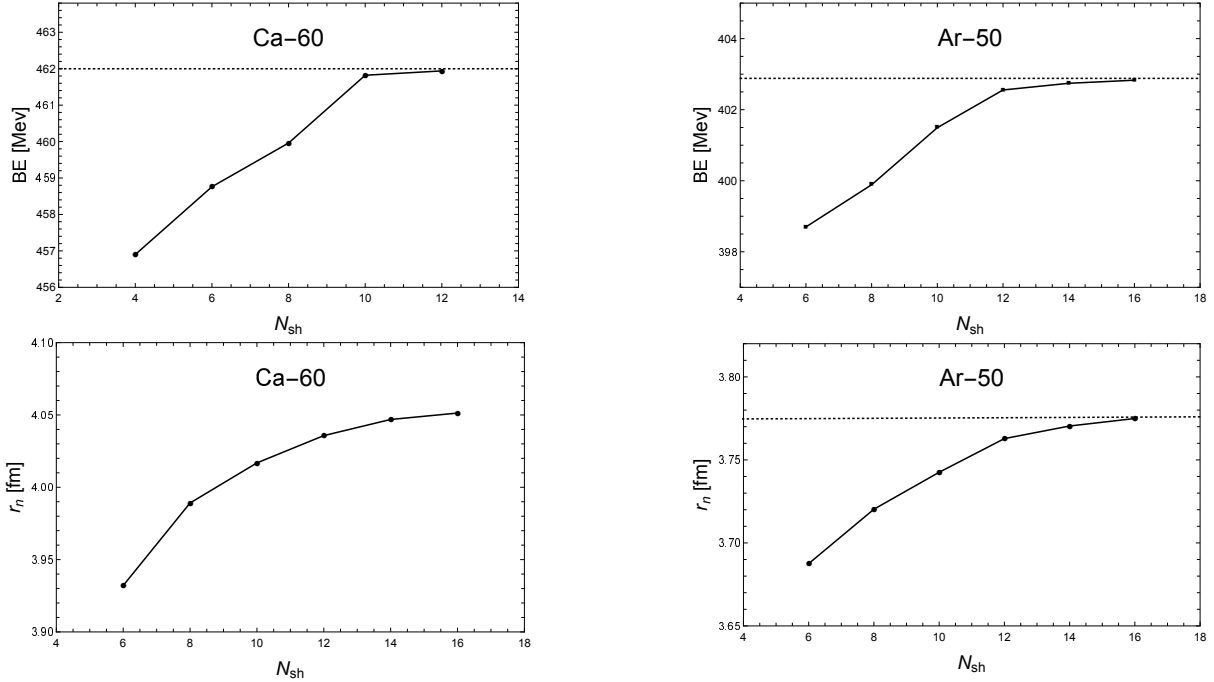 Ca−60
BE [Mev]
463
462
461
460
459
458
457
456
2 4 6 8 10 12 14
N_sh
Ar−50
BE [Mev]
404
402
400
398
4 6 8 10 12 14 16 18
N_sh
Ca−60
r_n [fm]
4.10
4.05
4.00
3.95
3.90
4 6 8 10 12 14 16 18
N_sh
Ar−50
r_n [fm]
3.80
3.75
3.70
3.65
4 6 8 10 12 14 16 18
N_sh